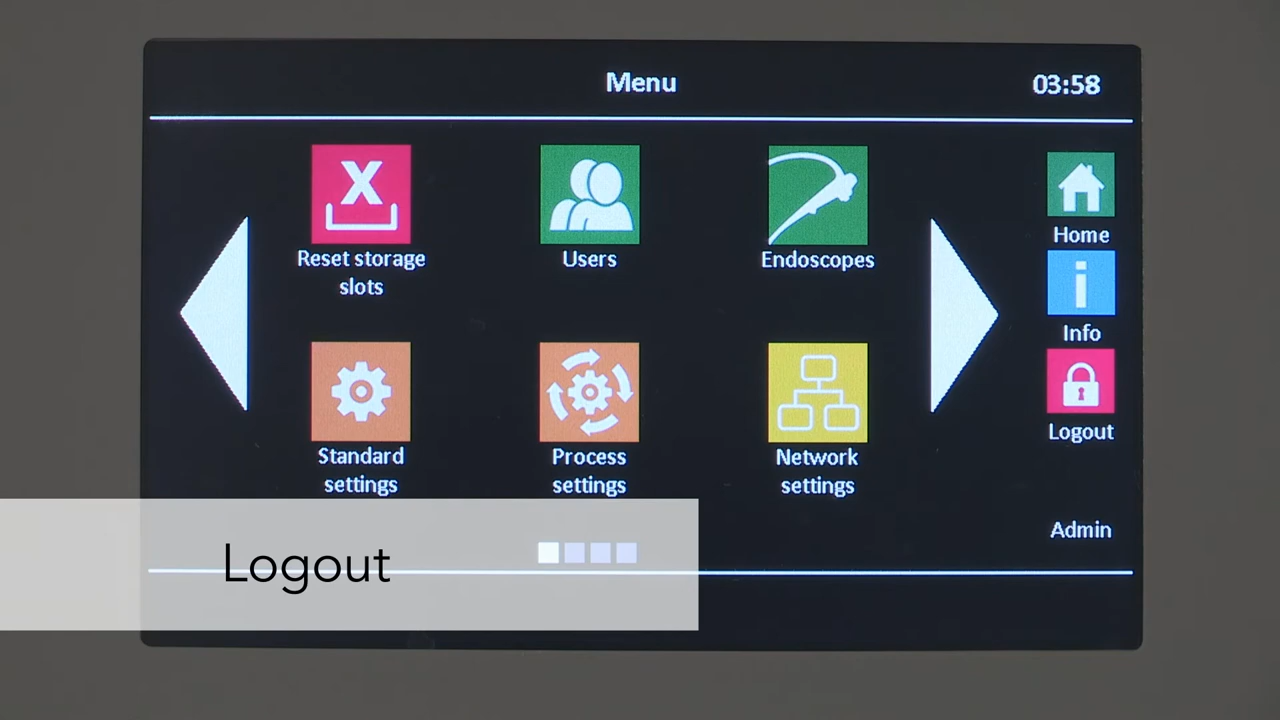 Menu
03:58
Reset storage
slots
Users
Endoscopes
Home
Info
Logout
Standard
settings
Process
settings
Network
settings
Admin
Logout